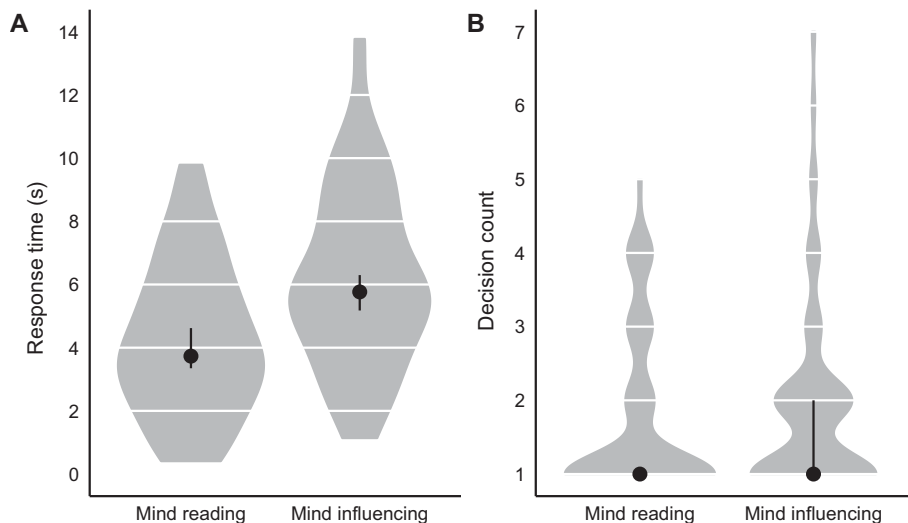 A
Response time (s)
14
12
10
8
6
4
2
0
Mind reading
Mind influencing
B
Decision count
7
6
5
4
3
2
1
Mind reading
Mind influencing